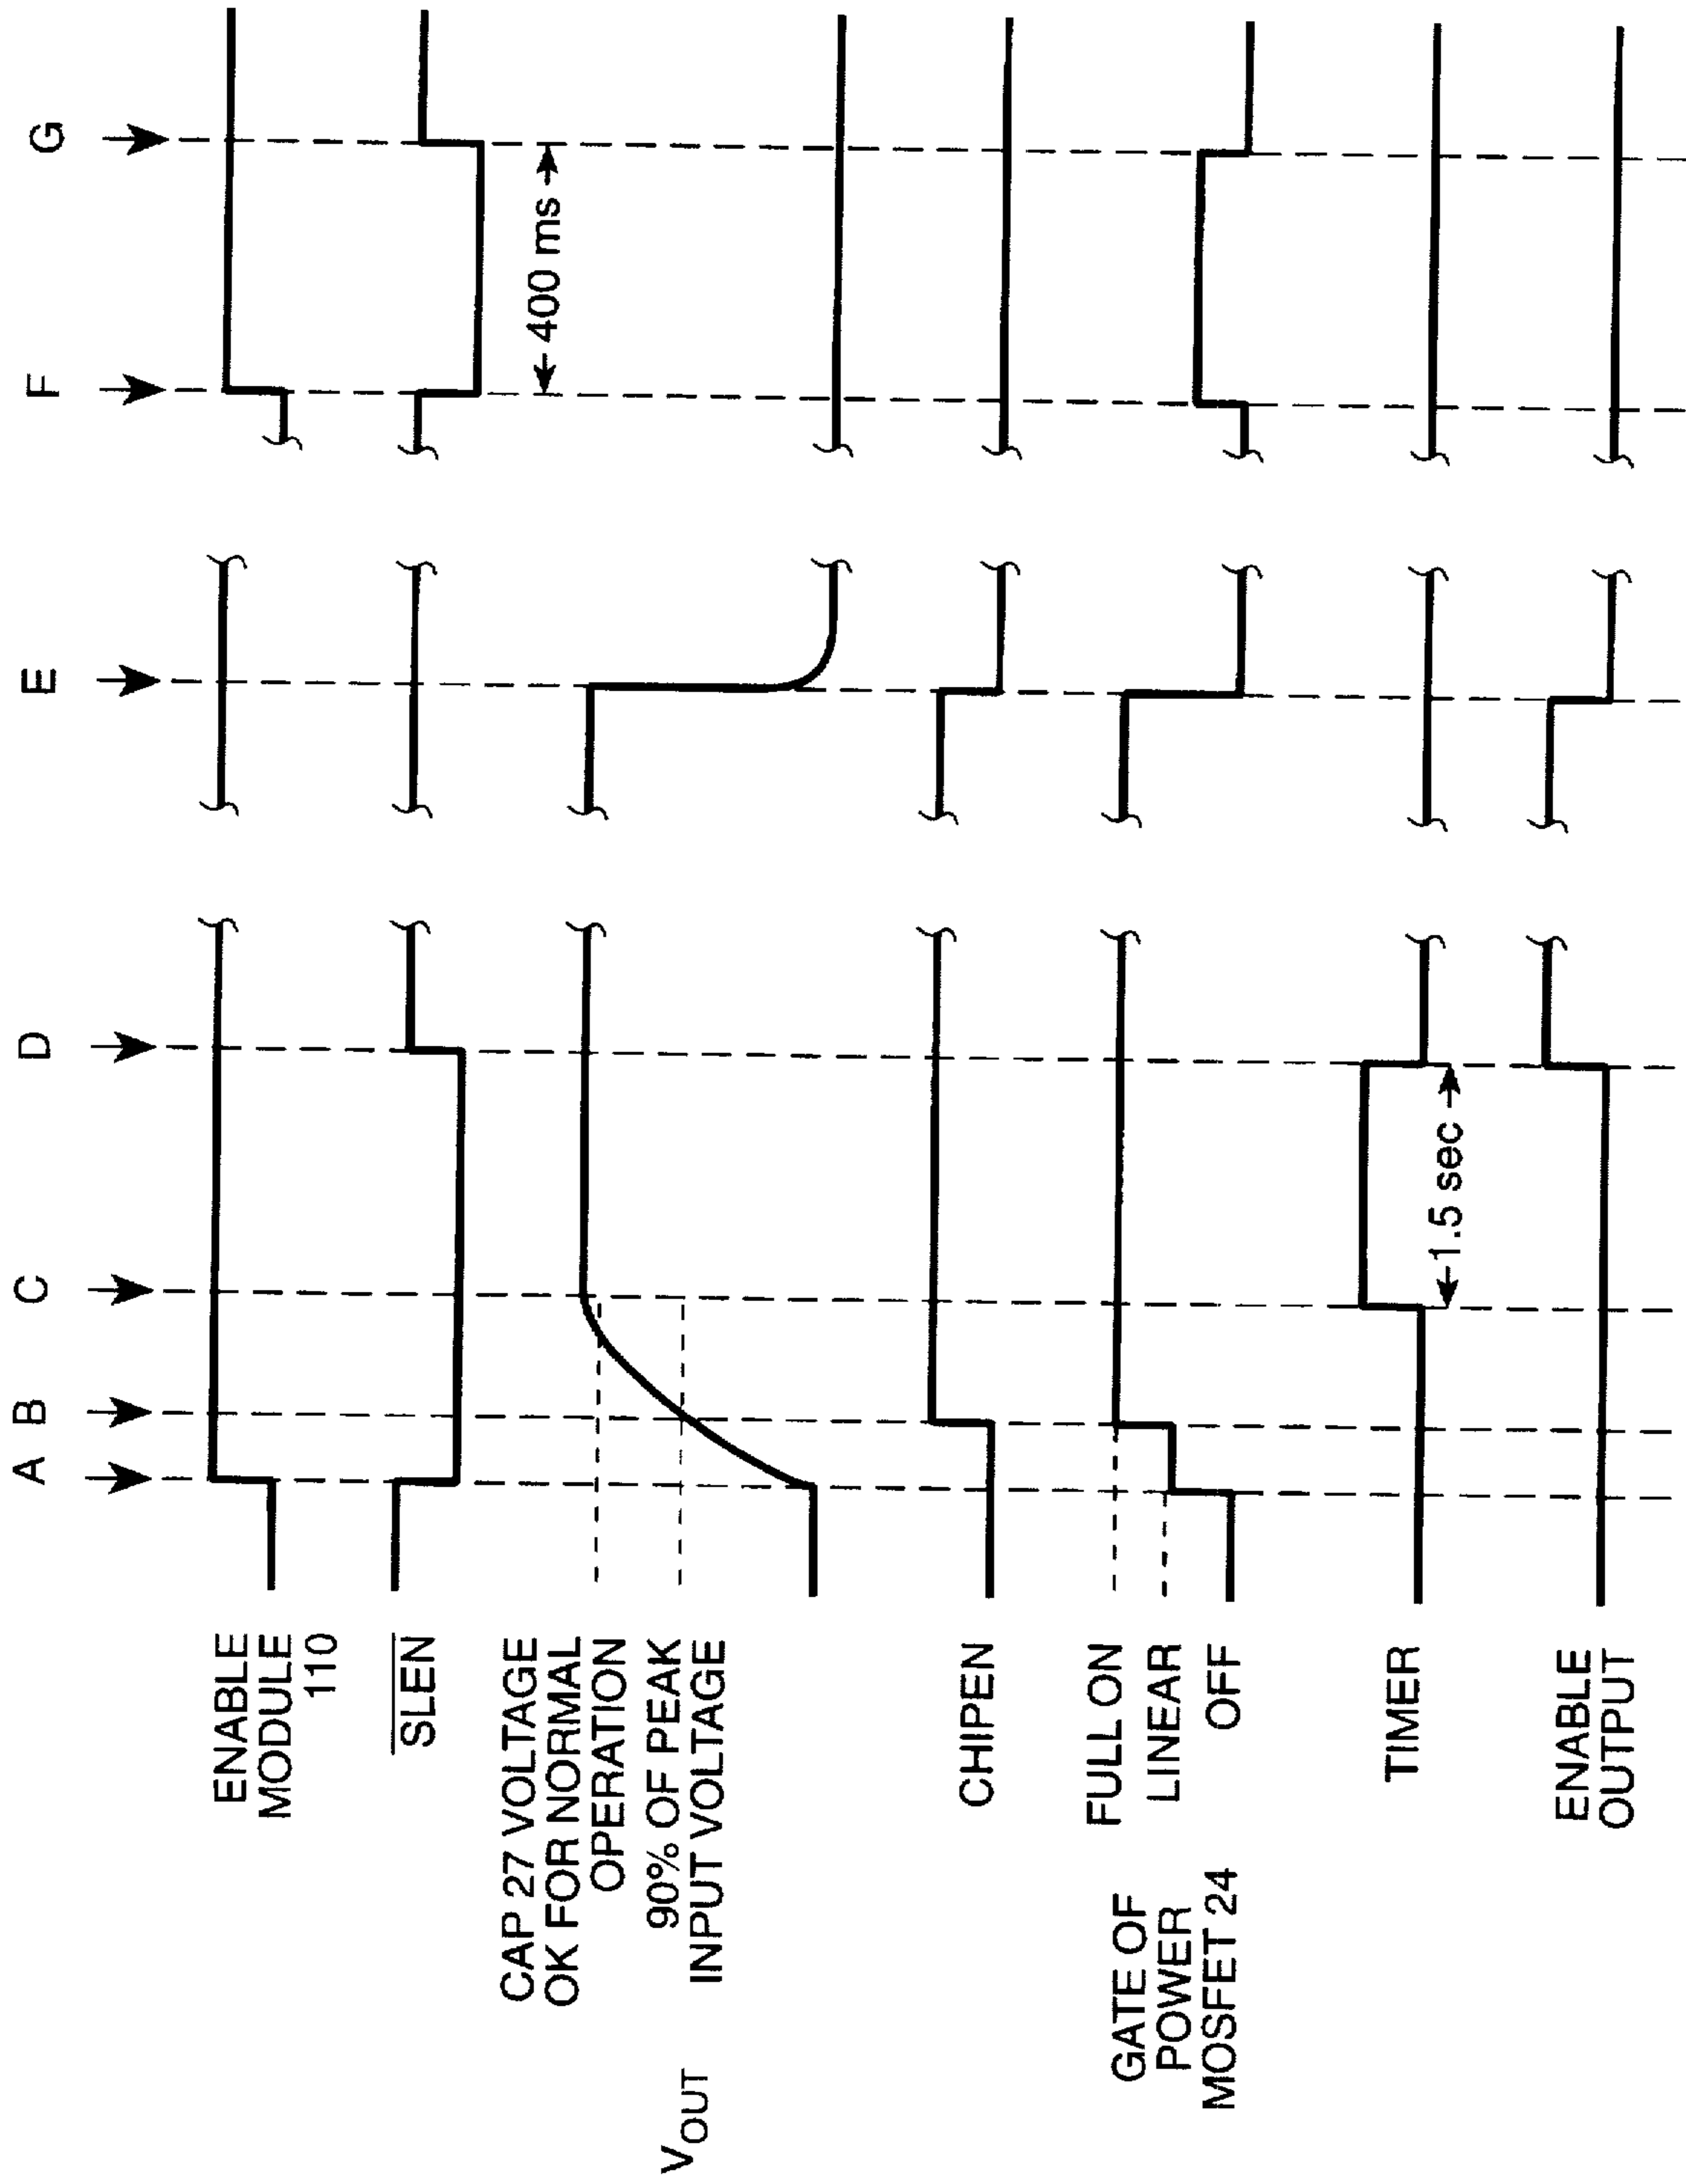 A B C D E F G
ENABLE
MODULE
110
SLEN
CAP 27 VOLTAGE
OK FOR NORMAL
OPERATION
90% OF PEAK
INPUT VOLTAGE
VOUT
400 ms
CHIPEN
FULL ON
LINEAR
OFF
GATE OF
POWER
MOSFET 24
TIMER
1.5 sec
ENABLE
OUTPUT